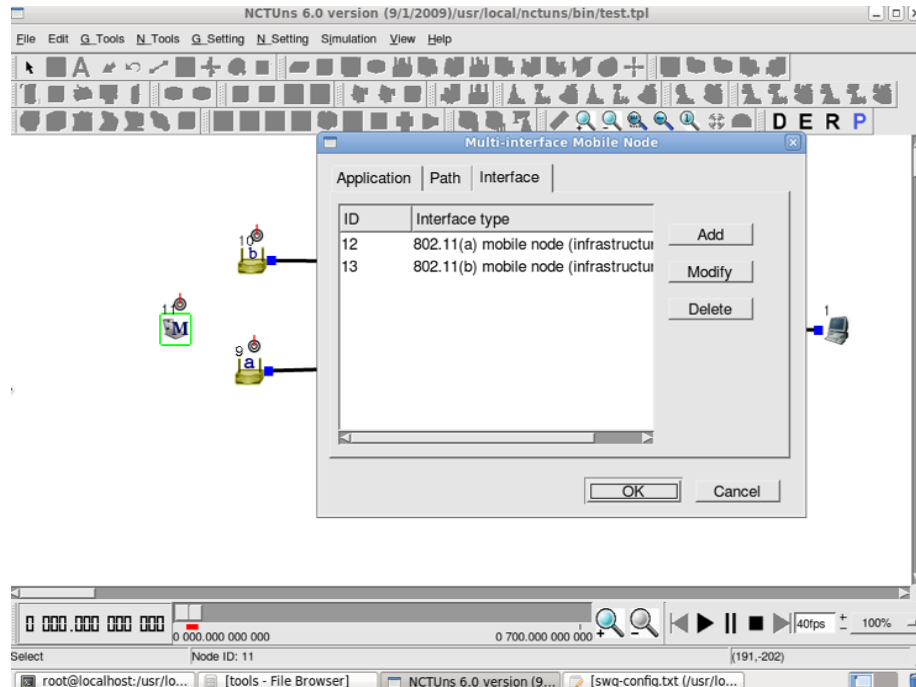 NCTUns 6.0 version (9/1/2009)/usr/local/nctuns/bin/test.tpl
File Edit G_Tools N_Tools G_Setting N_Setting Simulation View Help
A
D E R P
Multi-interface Mobile Node
Application Path Interface
ID Interface type
12 802.11(a) mobile node (infrastructur
13 802.11(b) mobile node (infrastructur
Add
Modify
Delete
OK Cancel
10
b
11
M
9
a
1
0 000.000 000 000
0 000.000 000 000
0 700.000 000 000
40fps
100%
Select Node ID: 11 (191,-202)
root@localhost:/usr/lo... [tools - File Browser] NCTUns 6.0 version (9... [swq-config.txt (/usr/lo...